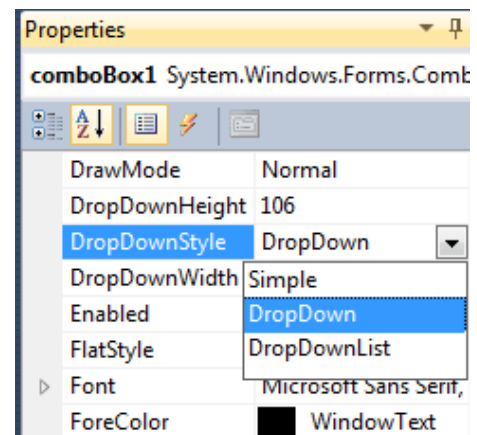 Properties
comboBox1 System.Windows.Forms.Comb
A Z
DrawMode Normal
DropDownHeight 106
DropDownStyle DropDown
DropDownWidth Simple
Enabled DropDown
FlatStyle DropDownList
Font Microsoft Sans Serif,
ForeColor WindowText